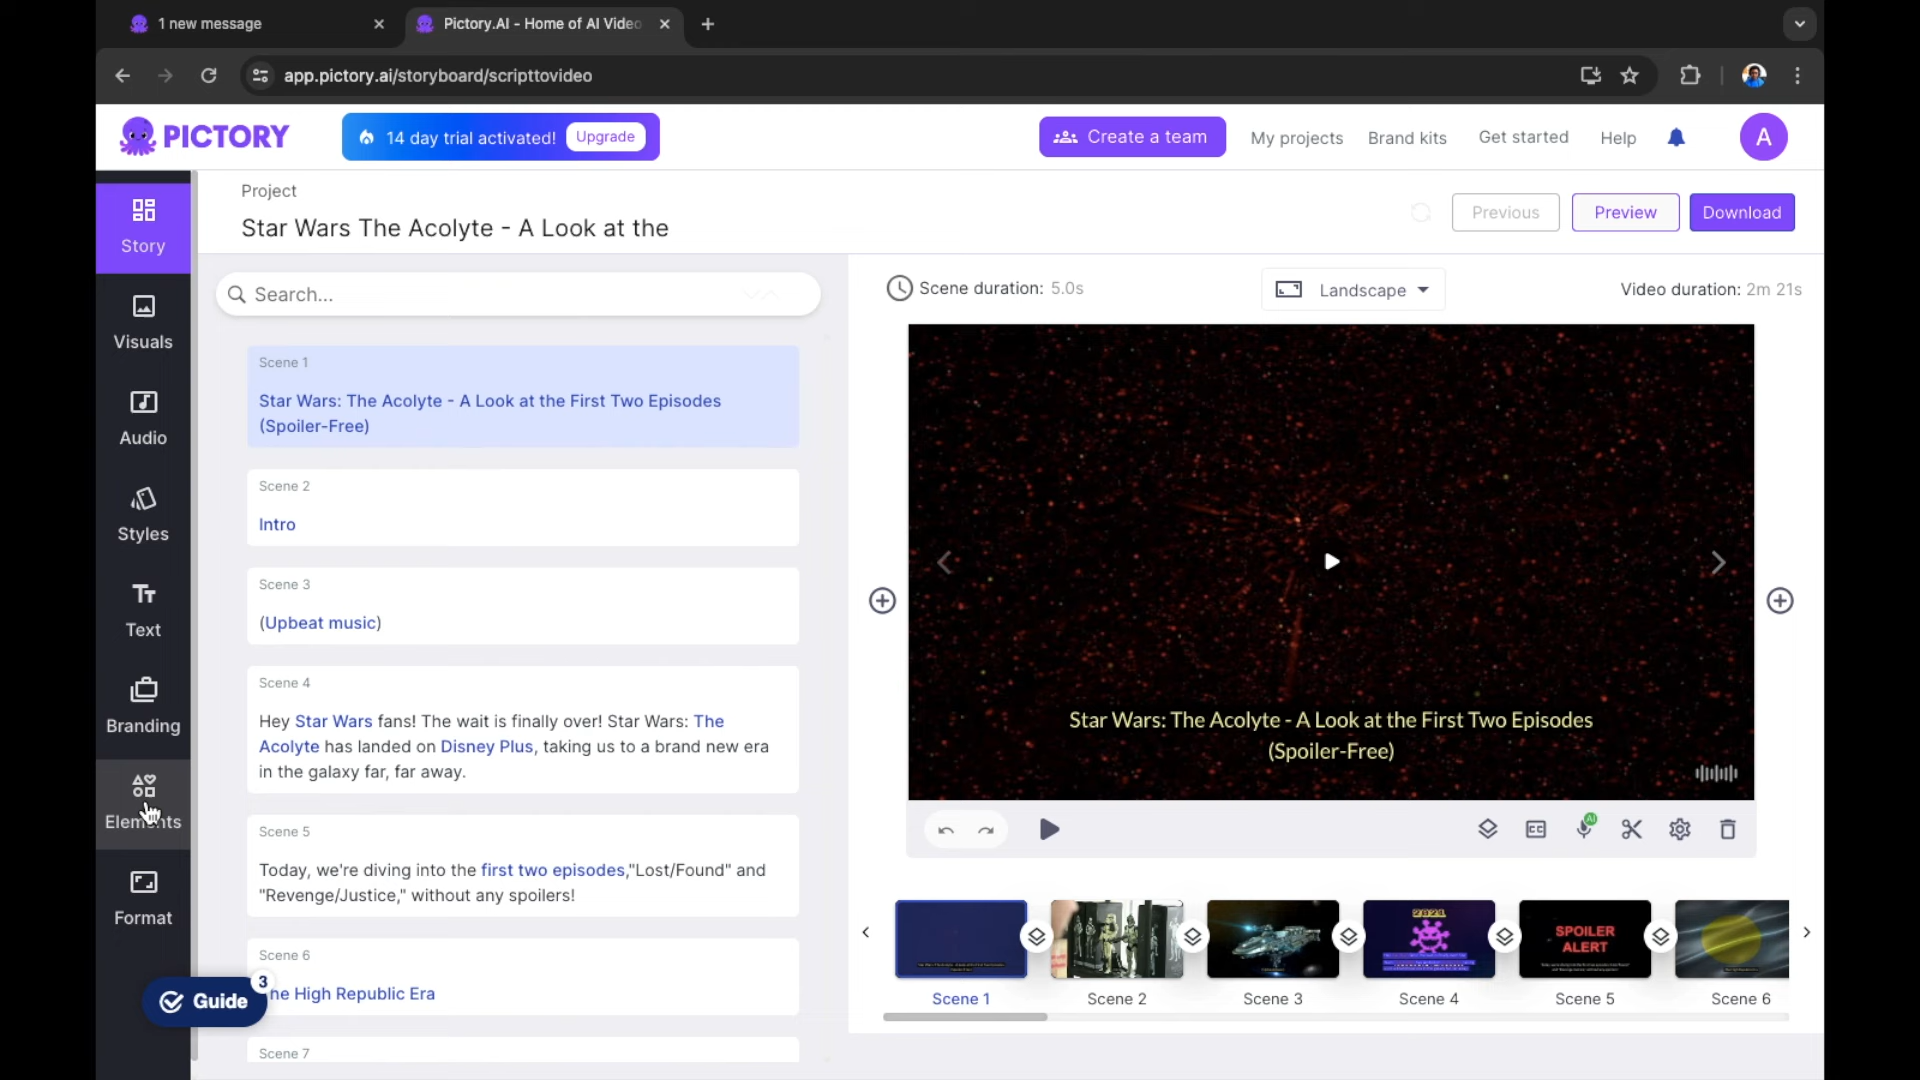 1 new message
Pictory.AI - Home of AI Video
app.pictory.ai/storyboard/scripttovideo
PICTORY
14 day trial activated!
Upgrade
Create a team
My projects
Brand kits
Get started
Help
A
Story
Visuals
Audio
Styles
Text
Branding
Elements
Format
Guide
3
Project
Star Wars The Acolyte - A Look at the
Previous
Preview
Download
Search...
Scene 1
Star Wars: The Acolyte - A Look at the First Two Episodes
(Spoiler-Free)
Scene 2
Intro
Scene 3
(Upbeat music)
Scene 4
Hey Star Wars fans! The wait is finally over! Star Wars: The
Acolyte has landed on Disney Plus, taking us to a brand new era
in the galaxy far, far away.
Scene 5
Today, we're diving into the first two episodes,"Lost/Found" and
"Revenge/Justice," without any spoilers!
Scene 6
he High Republic Era
Scene 7
Scene duration: 5.0s
Landscape
Video duration: 2m 21s
Star Wars: The Acolyte - A Look at the First Two Episodes
(Spoiler-Free)
CC
AI
2021
SPOILER
ALERT
Scene 1
Scene 2
Scene 3
Scene 4
Scene 5
Scene 6